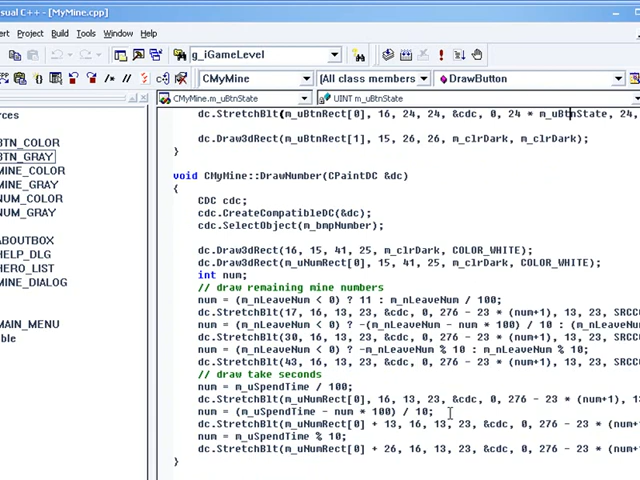 sual C++ - [MyMine.cpp]
ert Project Build Tools Window Help
g_iGameLevel
CMyMine (All class members DrawButton
CMyMine.m_uBtnState UINT m_uBtnState
rces
BTN_COLOR
BTN_GRAY
MINE_COLOR
MINE_GRAY
NUM_COLOR
NUM_GRAY
ABOUTBOX
HELP_DLG
HERO_LIST
MINE_DIALOG
MAIN_MENU
ble
dc.StretchBlt(m_uBtnRect[0], 16, 24, 24, &cdc, 0, 24 * m_uBtnState, 24,
dc.Draw3dRect(m_uBtnRect[1], 15, 26, 26, m_clrDark, m_clrDark);
}
void CMyMine::DrawNumber(CPaintDC &dc)
{
CDC cdc;
cdc.CreateCompatibleDC(&dc);
cdc.SelectObject(m_bmpNumber);
dc.Draw3dRect(16, 15, 41, 25, m_clrDark, COLOR_WHITE);
dc.Draw3dRect(m_uNumRect[0], 15, 41, 25, m_clrDark, COLOR_WHITE);
int num;
// draw remaining mine numbers
num = (m_nLeaveNum < 0) ? 11 : m_nLeaveNum / 100;
dc.StretchBlt(17, 16, 13, 23, &cdc, 0, 276 - 23 * (num+1), 13, 23, SRCCO
num = (m_nLeaveNum < 0) ? -(m_nLeaveNum - num * 100) / 10 : (m_nLeaveNum
dc.StretchBlt(30, 16, 13, 23, &cdc, 0, 276 - 23 * (num+1), 13, 23, SRCCO
num = (m_nLeaveNum < 0) ? -m_nLeaveNum % 10 : m_nLeaveNum % 10;
dc.StretchBlt(43, 16, 13, 23, &cdc, 0, 276 - 23 * (num+1), 13, 23, SRCCO
// draw take seconds
num = m_uSpendTime / 100;
dc.StretchBlt(m_uNumRect[0], 16, 13, 23, &cdc, 0, 276 - 23 * (num+1), 13
num = (m_uSpendTime - num * 100) / 10;
dc.StretchBlt(m_uNumRect[0] + 13, 16, 13, 23, &cdc, 0, 276 - 23 * (num+
num = m_uSpendTime % 10;
dc.StretchBlt(m_uNumRect[0] + 26, 16, 13, 23, &cdc, 0, 276 - 23 * (num+
}